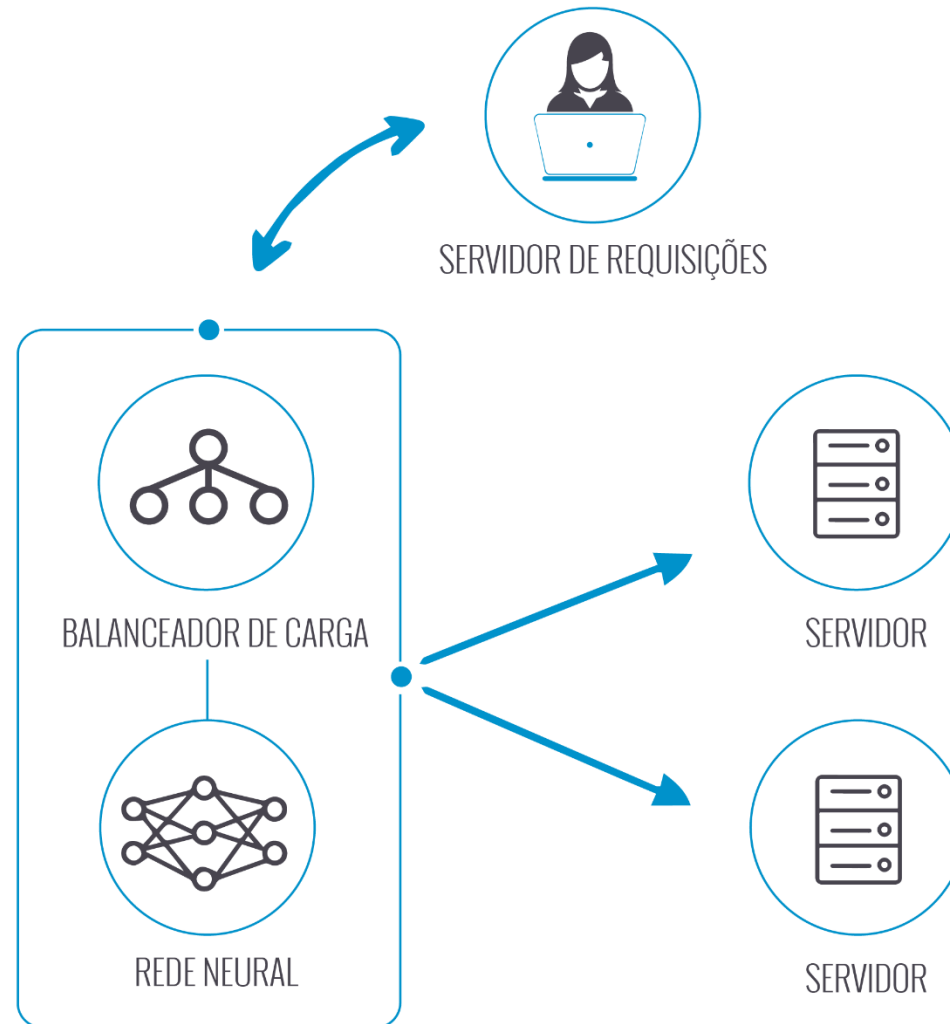 SERVIDOR DE REQUISIÇÕES
BALANCEADOR DE CARGA
SERVIDOR
REDE NEURAL
SERVIDOR